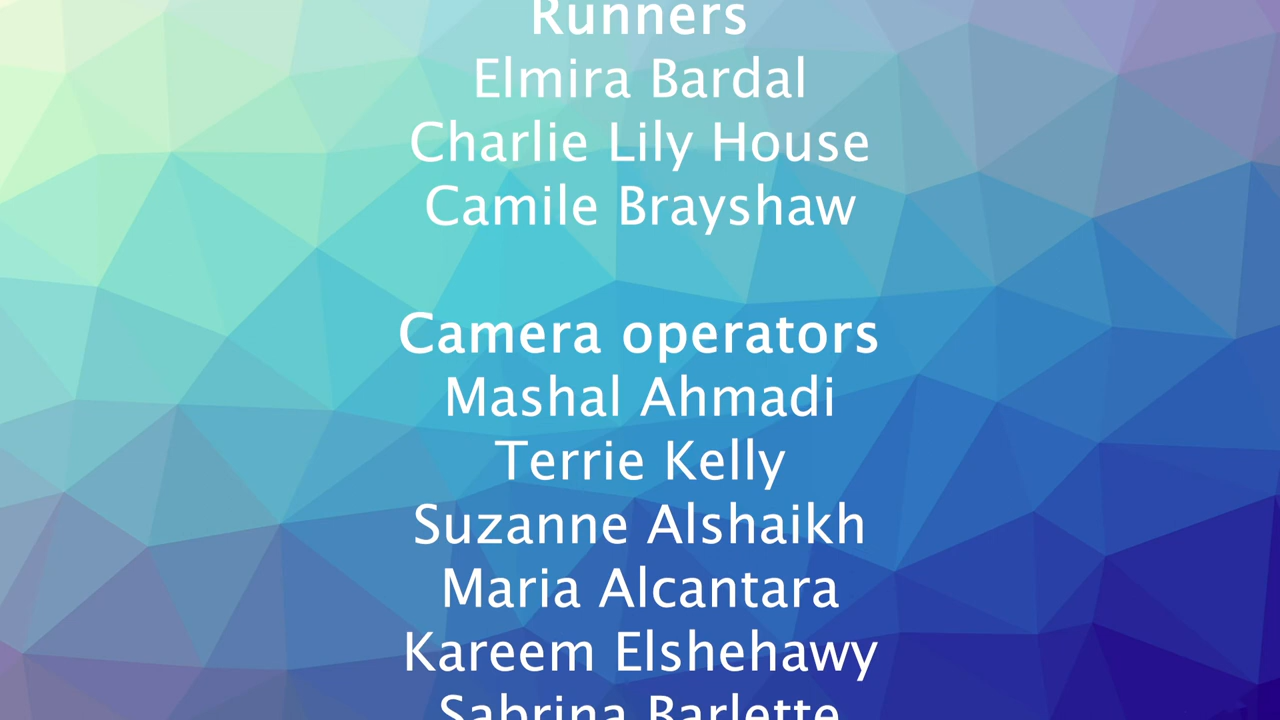 Runners
Elmira Bardal
Charlie Lily House
Camile Brayshaw
Camera operators
Mashal Ahmadi
Terrie Kelly
Suzanne Alshaikh
Maria Alcantara
Kareem Elshehawy
Sabrina Barlette